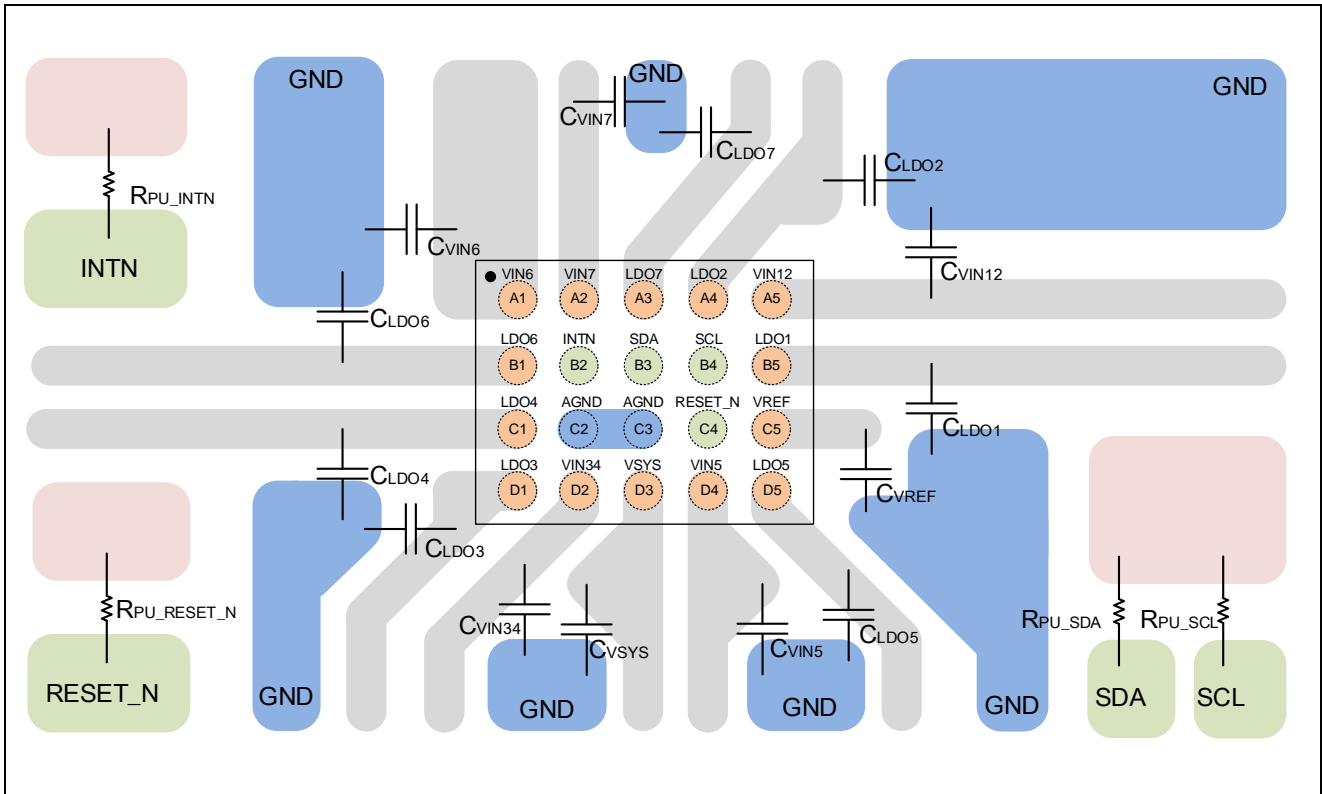 GND
GND
GND
CVIN7
CLDO7
CLDO2
RPU_INTN
CVIN6
CVIN12
INTN
CLDO6
VIN6 VIN7 LDO7 LDO2 VIN12
A1 A2 A3 A4 A5
LDO6 INTN SDA SCL LDO1
B1 B2 B3 B4 B5
LDO4 AGND AGND RESET_N VREF
C1 C2 C3 C4 C5
LDO3 VIN34 VSYS VIN5 LDO5
D1 D2 D3 D4 D5
CLDO1
CLDO4
CVREF
CLDO3
RPU_RESET_N
CVIN34
CVSYS
CVIN5
CLDO5
RPU_SDA
RPU_SCL
RESET_N
GND
GND
GND
GND
SDA
SCL